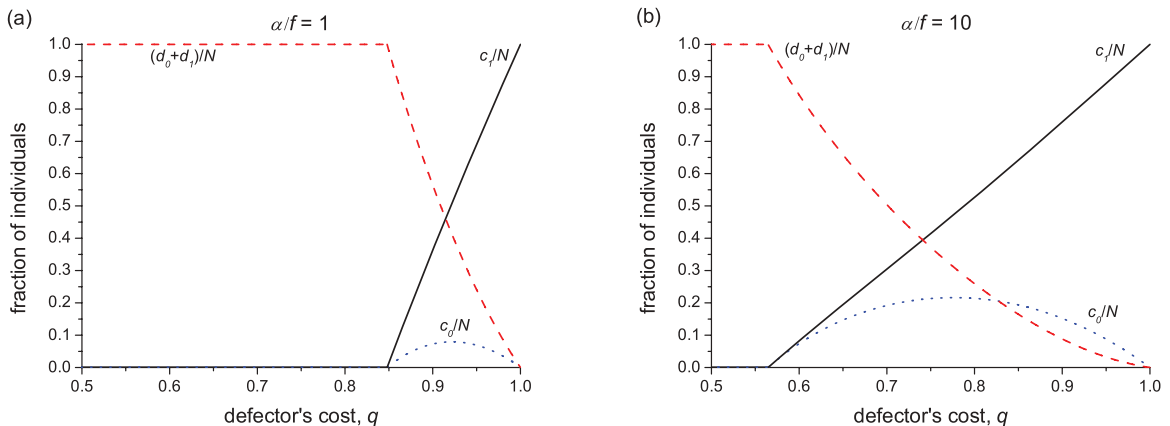 (a)
α/f = 1
1.0
0.9
0.8
0.7
0.6
0.5
0.4
0.3
0.2
0.1
0.0
fraction of individuals
(d0+d1)/N
c1/N
c0/N
0.5
0.6
0.7
0.8
0.9
1.0
defector's cost, q
(b)
α/f = 10
1.0
0.9
0.8
0.7
0.6
0.5
0.4
0.3
0.2
0.1
0.0
fraction of individuals
(d0+d1)/N
c1/N
c0/N
0.5
0.6
0.7
0.8
0.9
1.0
defector's cost, q